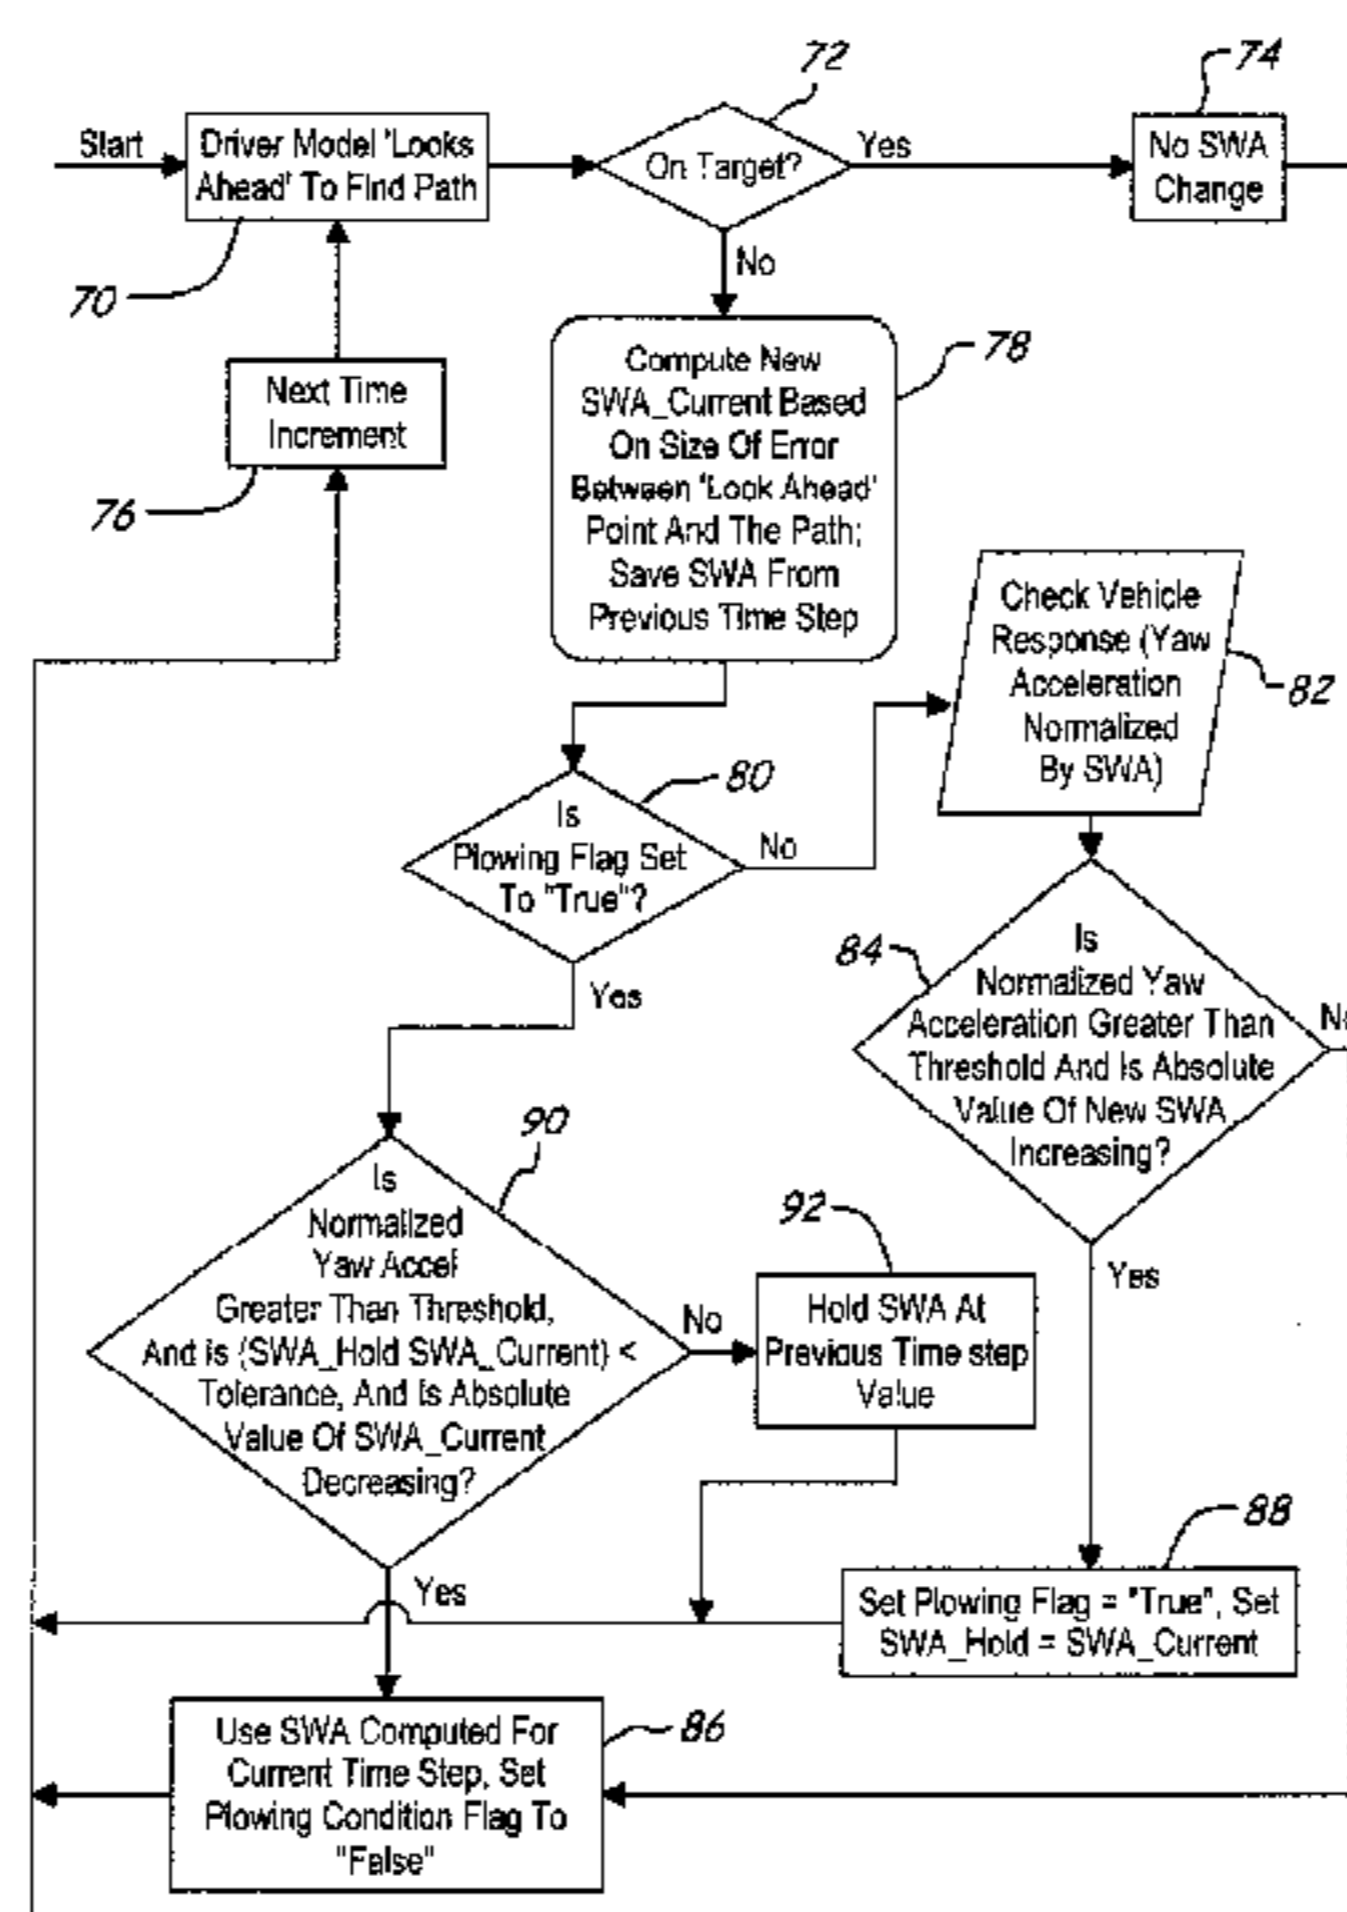 72
74
Start
Driver Model 'Looks
Ahead' To Find Path
On Target?
Yes
No SWA
Change
70
No
78
Compute New
SWA_Current Based
On Size Of Error
Between 'Look Ahead'
Point And The Path;
Save SWA From
Previous Time Step
Next Time
Increment
76
Check Vehicle
Response (Yaw
Acceleration
Normalized
By SWA)
82
80
Is
Plowing Flag Set
To "True"?
No
Yes
84
Is
Normalized Yaw
Acceleration Greater Than
Threshold And Is Absolute
Value Of New SWA
Increasing?
Yes
90
Is
Normalized
Yaw Accel
Greater Than Threshold,
And is (SWA_Hold SWA_Current) <
Tolerance, And Is Absolute
Value Of SWA_Current
Decreasing?
No
92
Hold SWA At
Previous Time step
Value
88
Yes
Set Plowing Flag = "True", Set
SWA_Hold = SWA_Current
Use SWA Computed For
Current Time Step, Set
Plowing Condition Flag To
"False"
86